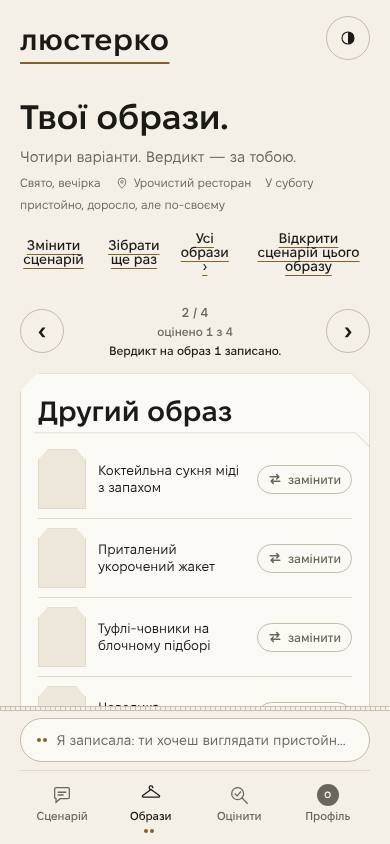 люстерко
Твої образи.
Чотири варіанти. Вердикт — за тобою.
Свято, вечірка Урочистий ресторан У суботу
пристойно, доросло, але по-своєму
Змінити
сценарій
Зібрати
ще раз
Усі
образи
›
Відкрити
сценарій цього
образу
‹
2 / 4
оцінено 1 з 4
Вердикт на образ 1 записано.
›
Другий образ
Коктейльна сукня міді
з запахом
замінити
Приталений
укорочений жакет
замінити
Туфлі-човники на
блочному підборі
замінити
Я записала: ти хочеш виглядати пристойн...
Сценарій
Образи
Оцінити
О
Профіль